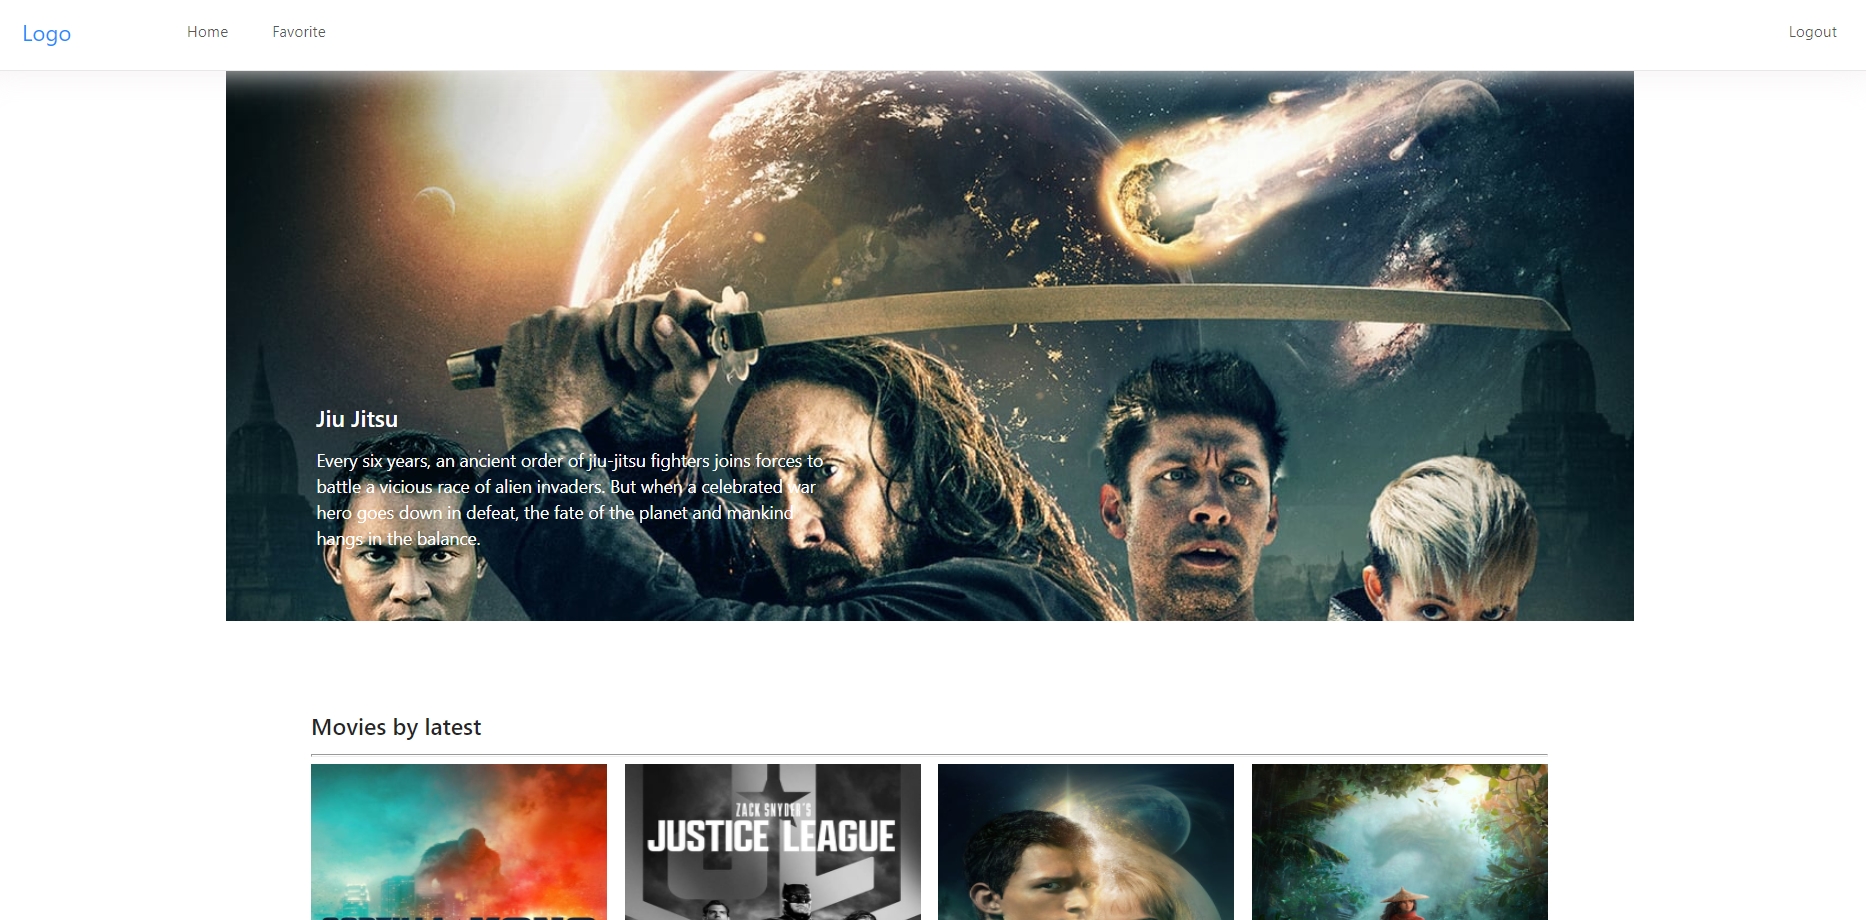 Logo
Home
Favorite
Logout
Jiu Jitsu
Every six years, an ancient order of jiu-jitsu fighters joins forces to
battle a vicious race of alien invaders. But when a celebrated war
hero goes down in defeat, the fate of the planet and mankind
hangs in the balance.
Movies by latest
ZACK SNYDER'S
JUSTICE LEAGUE
JL